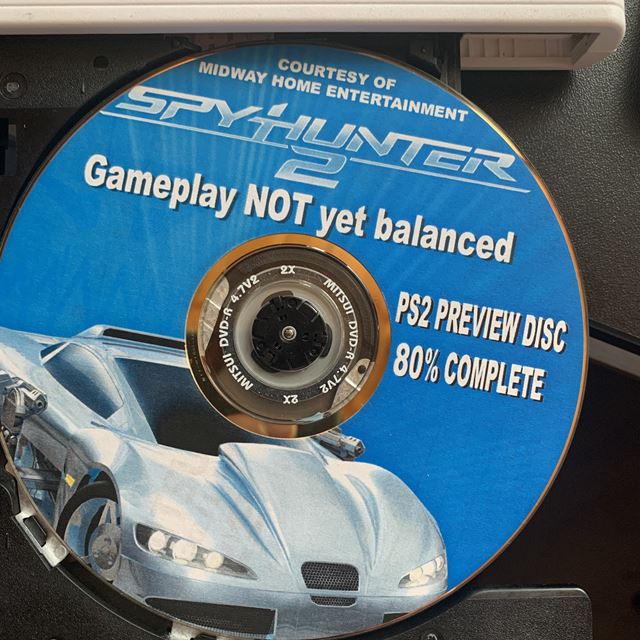 COURTESY OF
MIDWAY HOME ENTERTAINMENT
SPYHUNTER
2
Gameplay NOT yet balanced
PS2 PREVIEW DISC
80% COMPLETE
MITSUI DVD-R 4.7V2 2X
MITSUI DVD-R 4.7V2 2X